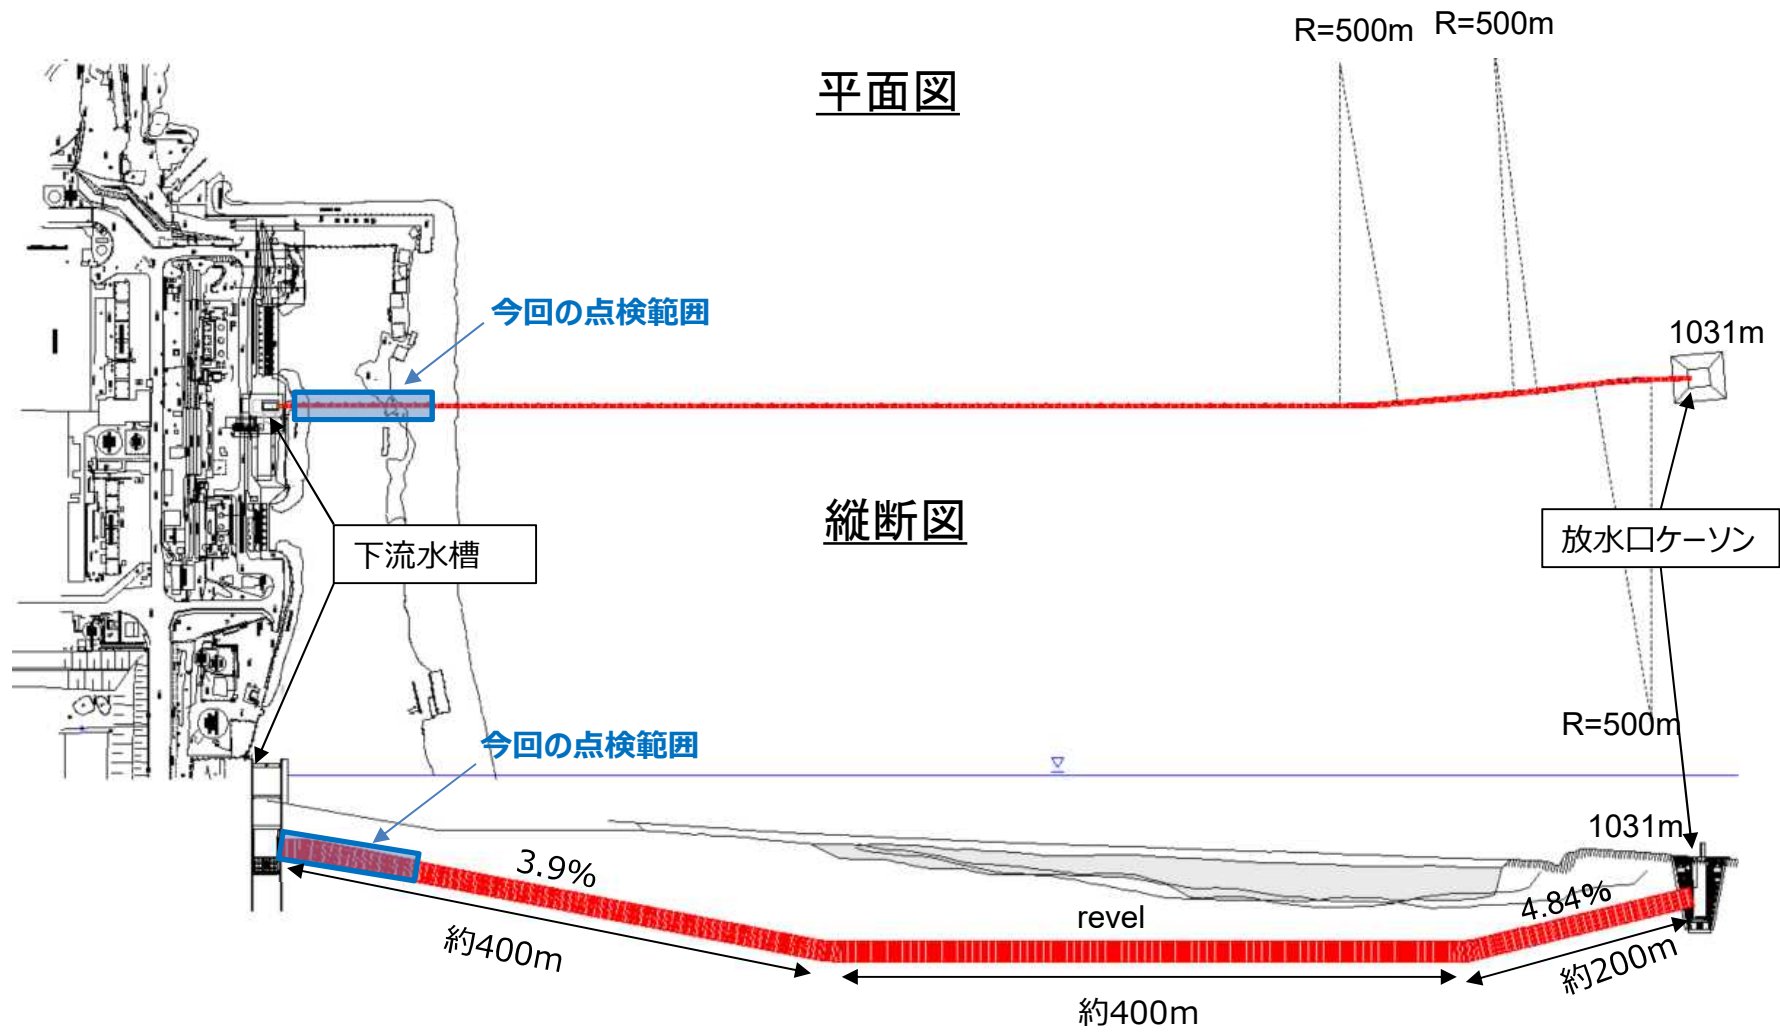 R=500m
R=500m
平面図
今回の点検範囲
1031m
縦断図
下流水槽
放水口ケーソン
R=500m
今回の点検範囲
1031m
3.9%
4.84%
revel
約400m
約200m
約400m